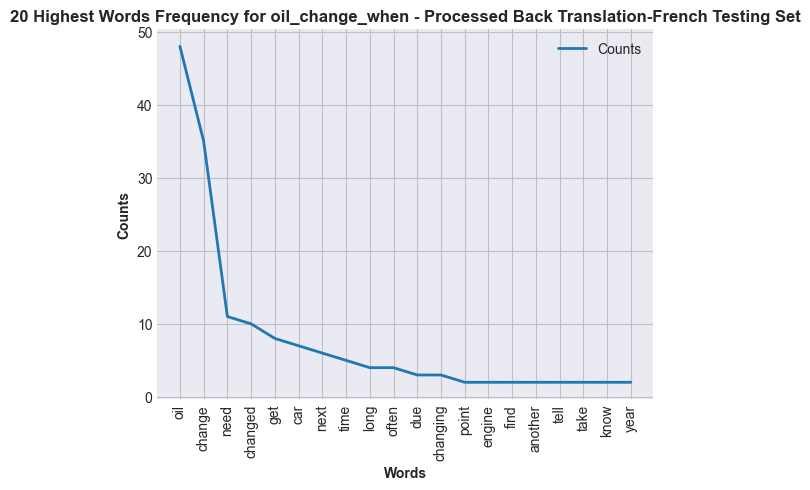 20 Highest Words Frequency for oil_change_when - Processed Back Translation-French Testing Set
Counts
50
40
30
20
10
0
Counts
oil
change
need
changed
get
car
next
time
long
often
due
changing
point
engine
find
another
tell
take
know
year
Words